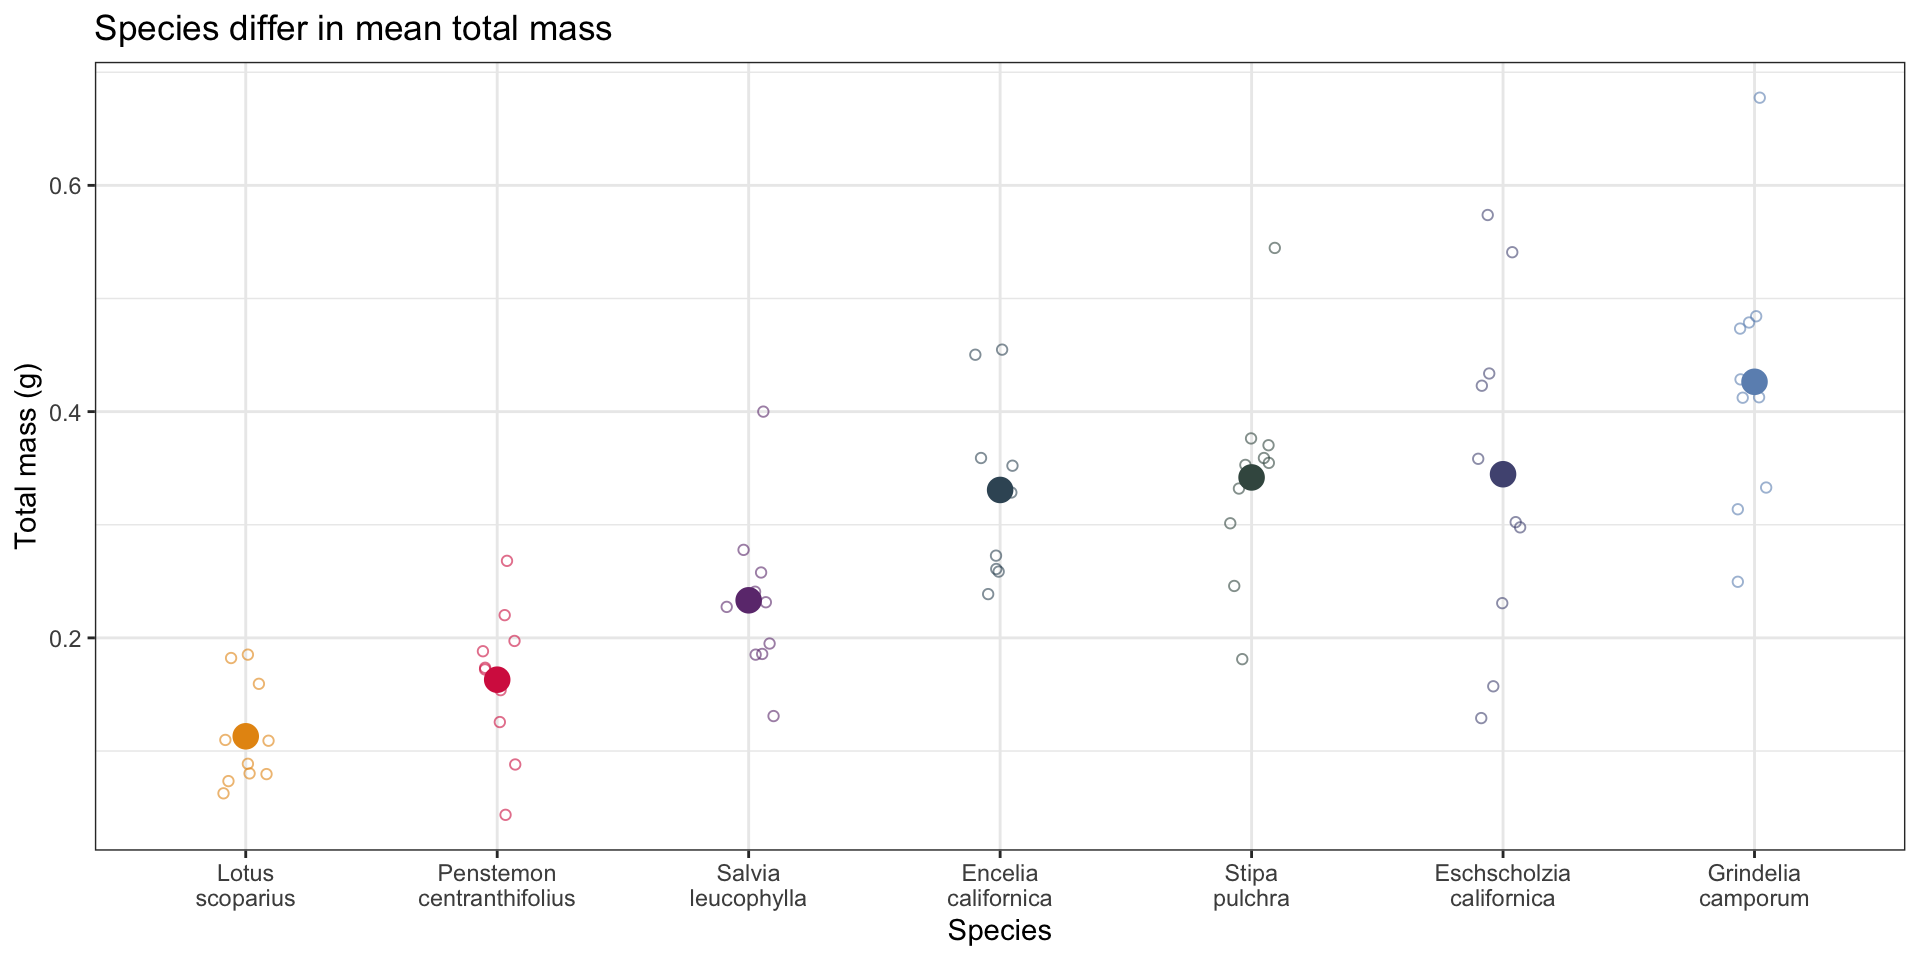 Species differ in mean total mass
Total mass (g)
0.6
0.4
0.2
Lotus
scoparius
Penstemon
centranthifolius
Salvia
leucophylla
Encelia
californica
Stipa
pulchra
Eschscholzia
californica
Grindelia
camporum
Species